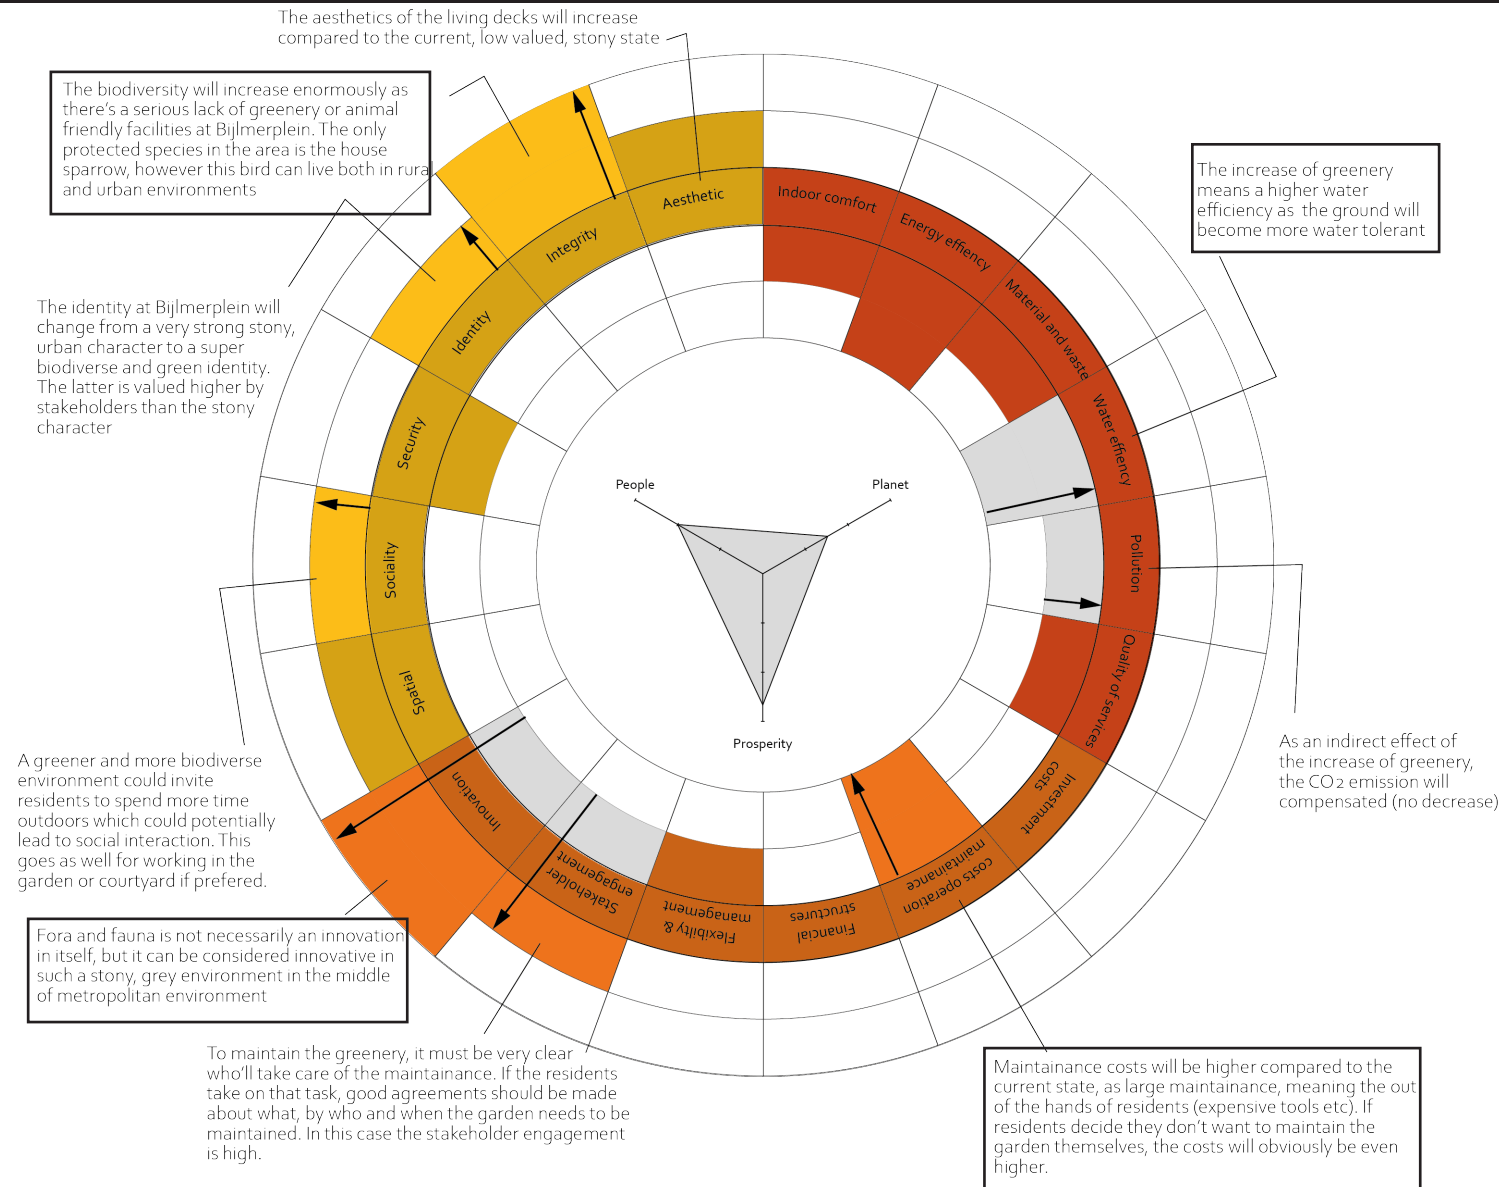 The aesthetics of the living decks will increase
compared to the current, low valued, stony state
The biodiversity will increase enormously as
there's a serious lack of greenery or animal
friendly facilities at Bijlmerplein. The only
protected species in the area is the house
sparrow, however this bird can live both in rural
and urban environments
The increase of greenery
means a higher water
efficiency as the ground will
become more water tolerant
The identity at Bijlmerplein will
change from a very strong stony,
urban character to a super
biodiverse and green identity.
The latter is valued higher by
stakeholders than the stony
character
Aesthetic
Indoor comfort
Energy effiency
Material and waste
Water effiency
Pollution
Quality of services
Investment
costs
costs operation
maintainance
Financial
structures
Flexibilty &
management
Stakeholder
engagement
Innovation
Spatial
Sociality
Security
Identity
Integrity
People
Planet
Prosperity
A greener and more biodiverse
environment could invite
residents to spend more time
outdoors which could potentially
lead to social interaction. This
goes as well for working in the
garden or courtyard if prefered.
As an indirect effect of
the increase of greenery,
the CO2 emission will
compensated (no decrease)
Fora and fauna is not necessarily an innovation
in itself, but it can be considered innovative in
such a stony, grey environment in the middle
of metropolitan environment
To maintain the greenery, it must be very clear
who'll take care of the maintainance. If the residents
take on that task, good agreements should be made
about what, by who and when the garden needs to be
maintained. In this case the stakeholder engagement
is high.
Maintainance costs will be higher compared to the
current state, as large maintainance, meaning the out
of the hands of residents (expensive tools etc). If
residents decide they don't want to maintain the
garden themselves, the costs will obviously be even
higher.